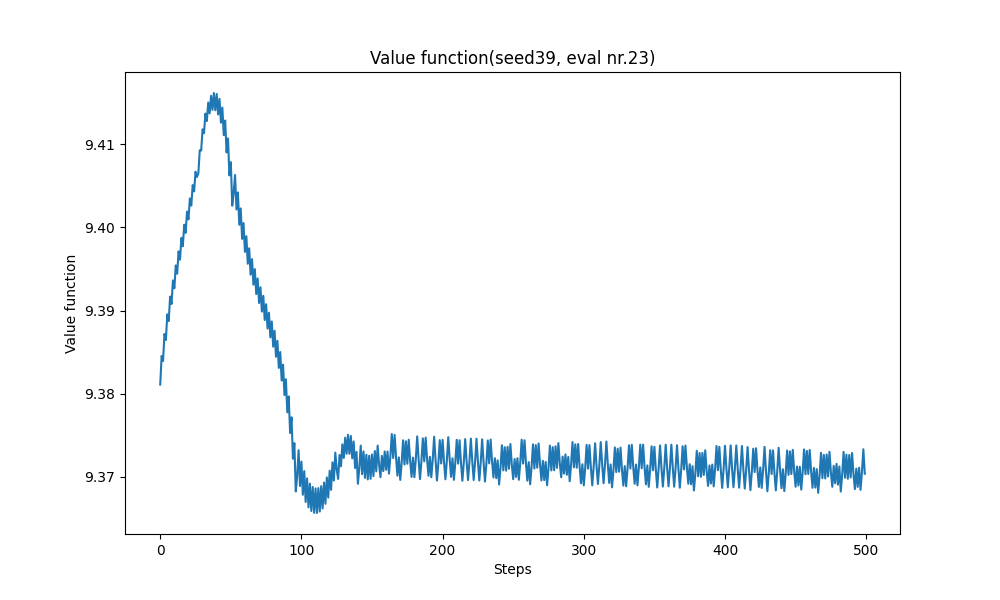 Value function(seed39, eval nr.23)
Value function
9.41
9.40
9.39
9.38
9.37
0 100 200 300 400 500
Steps